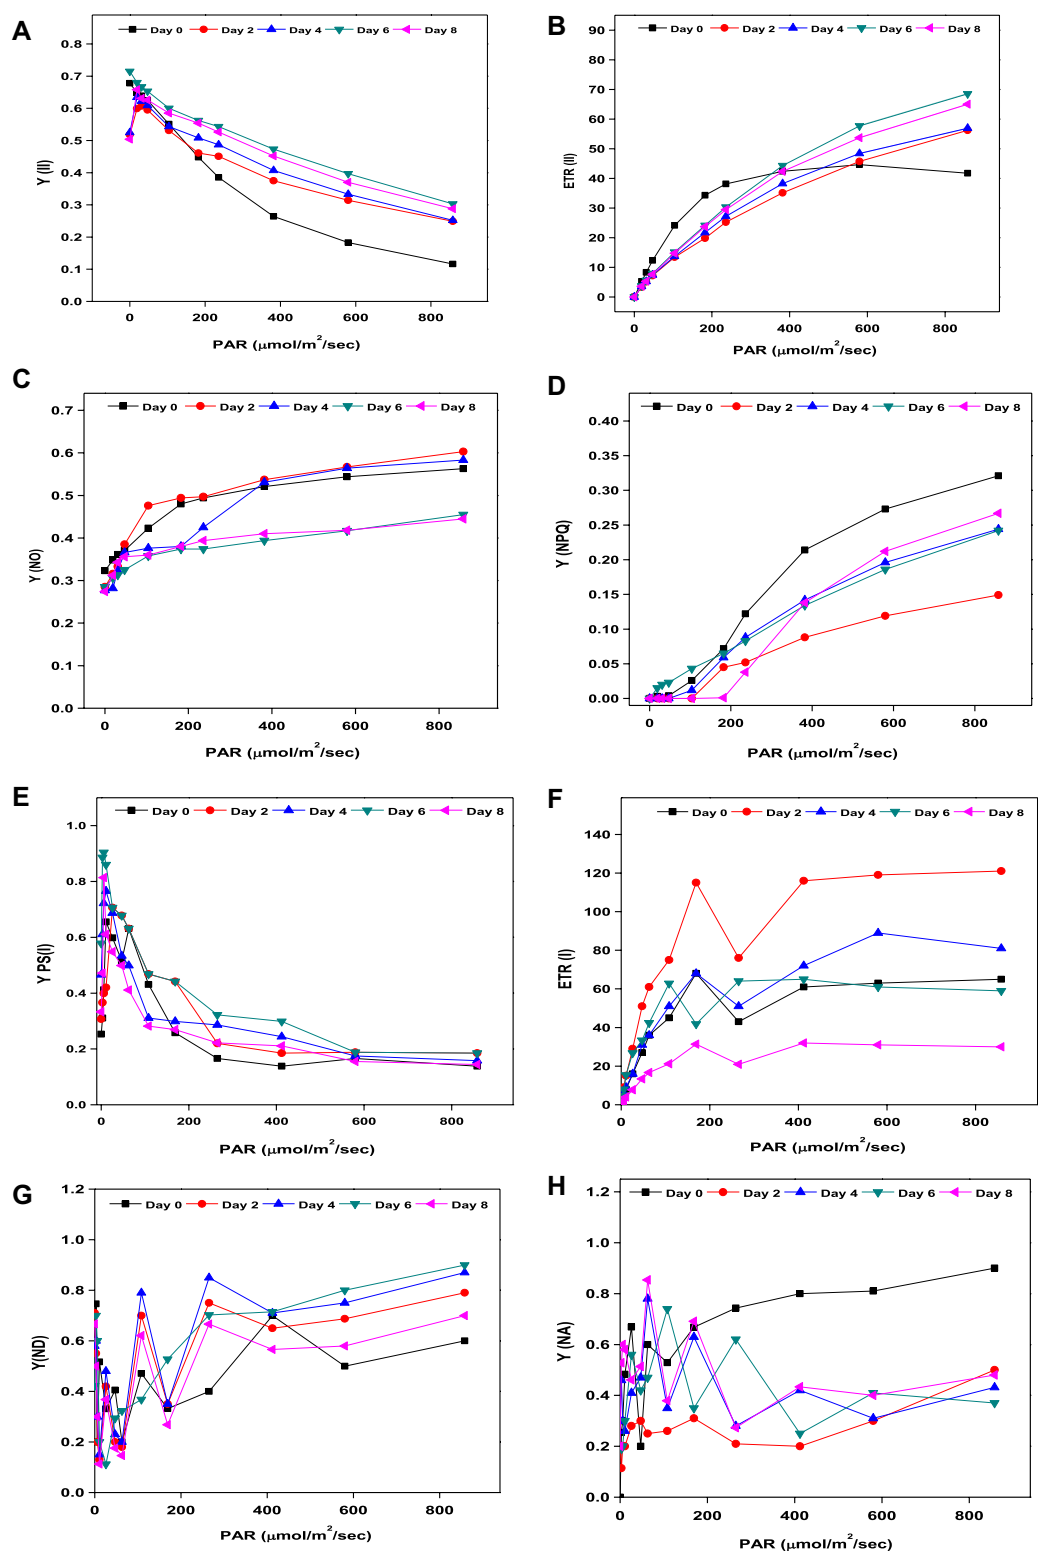 A
Day 0 Day 2 Day 4 Day 6 Day 8
0.8
0.7
0.6
0.5
0.4
0.3
0.2
0.1
0.0
Y (II)
0 200 400 600 800
PAR (μmol/m²/sec)
B
Day 0 Day 2 Day 4 Day 6 Day 8
90
80
70
60
50
40
30
20
10
0
ETR (II)
0 200 400 600 800
PAR (μmol/m²/sec)
C
Day 0 Day 2 Day 4 Day 6 Day 8
0.7
0.6
0.5
0.4
0.3
0.2
0.1
0.0
Y (NO)
0 200 400 600 800
PAR (μmol/m²/sec)
D
Day 0 Day 2 Day 4 Day 6 Day 8
0.40
0.35
0.30
0.25
0.20
0.15
0.10
0.05
0.00
Y (NPQ)
0 200 400 600 800
PAR (μmol/m²/sec)
E
Day 0 Day 2 Day 4 Day 6 Day 8
1.0
0.8
0.6
0.4
0.2
0.0
Y PS(I)
0 200 400 600 800
PAR (μmol/m²/sec)
F
Day 0 Day 2 Day 4 Day 6 Day 8
140
120
100
80
60
40
20
0
ETR (I)
0 200 400 600 800
PAR (μmol/m²/sec)
G
Day 0 Day 2 Day 4 Day 6 Day 8
1.2
1.0
0.8
0.6
0.4
0.2
0.0
Y(ND)
0 200 400 600 800
PAR (μmol/m²/sec)
H
Day 0 Day 2 Day 4 Day 6 Day 8
1.2
1.0
0.8
0.6
0.4
0.2
0.0
Y (NA)
0 200 400 600 800
PAR (μmol/m²/sec)